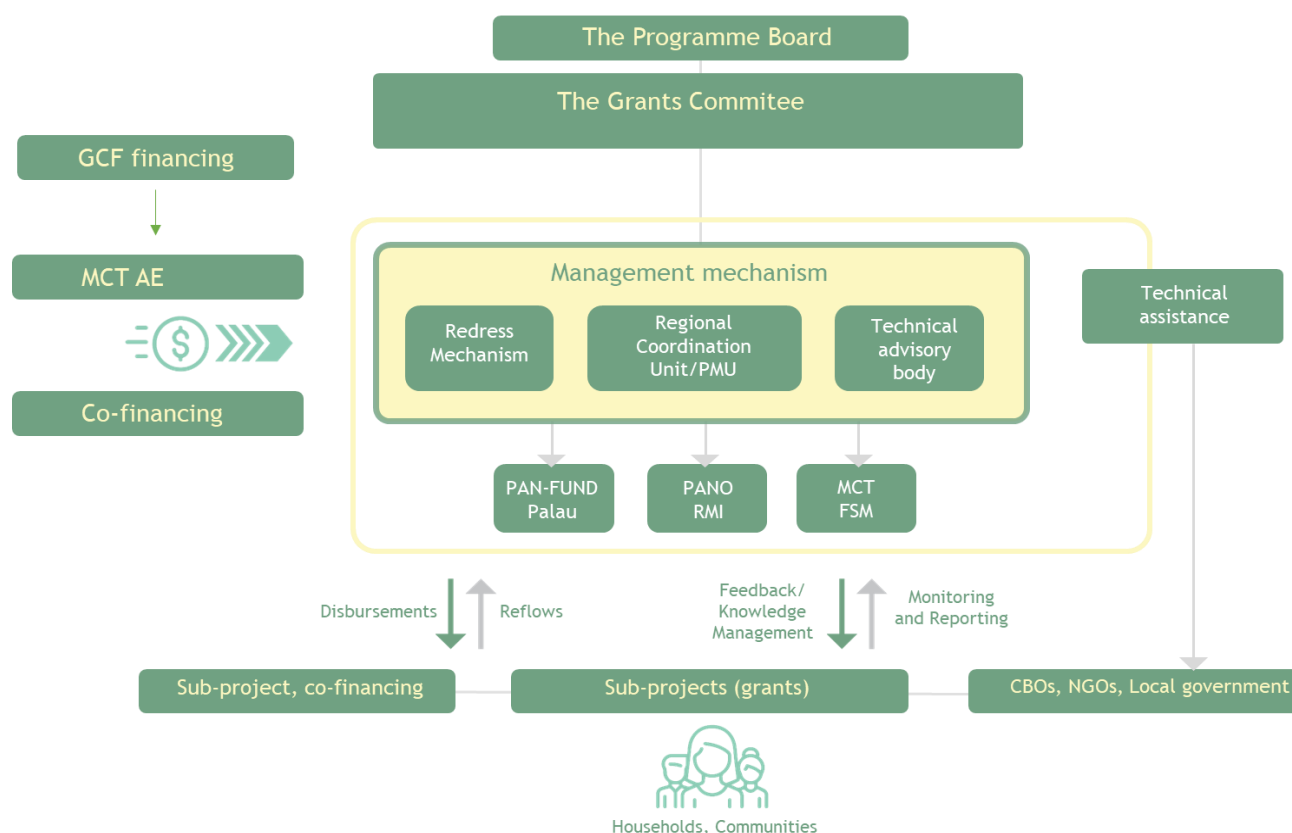 The Programme Board
The Grants Commitee
GCF financing
MCT AE
$
Co-financing
Management mechanism
Redress
Mechanism
Regional
Coordination
Unit/PMU
Technical
advisory
body
Technical
assistance
PAN-FUND
Palau
PANO
RMI
MCT
FSM
Disbursements
Reflows
Feedback/
Knowledge
Management
Monitoring
and Reporting
Sub-project, co-financing
Sub-projects (grants)
CBOs, NGOs, Local government
Households, Communities